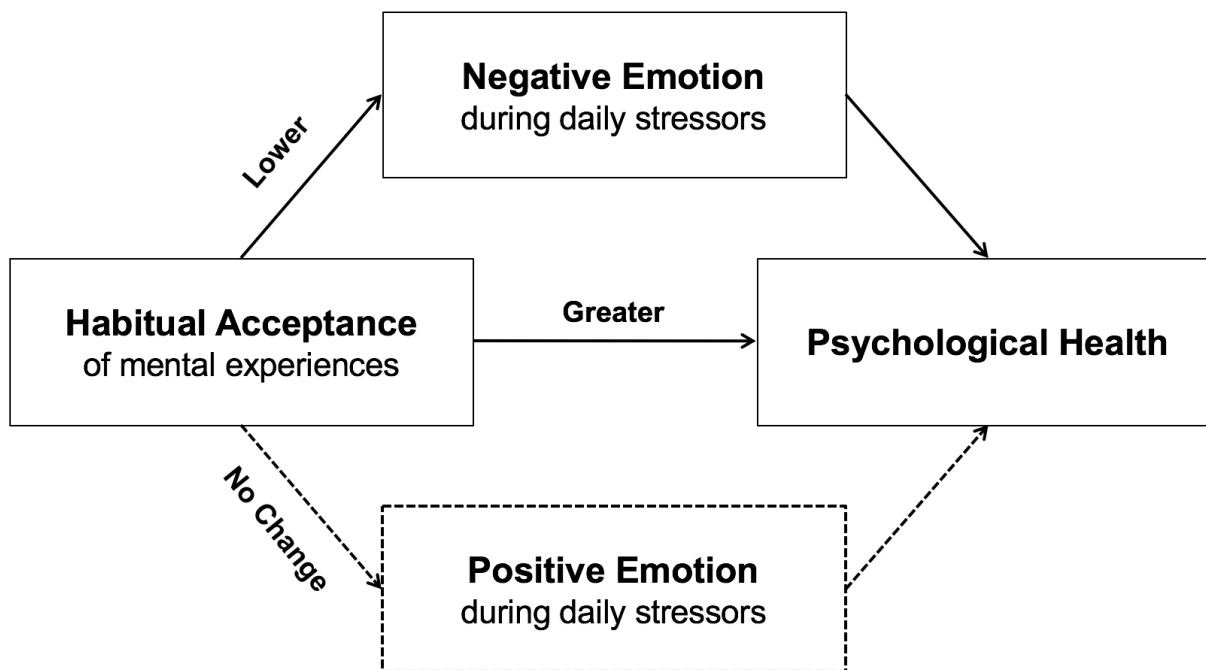 Negative Emotion
during daily stressors
Lower
Habitual Acceptance
of mental experiences
Greater
Psychological Health
No Change
Positive Emotion
during daily stressors